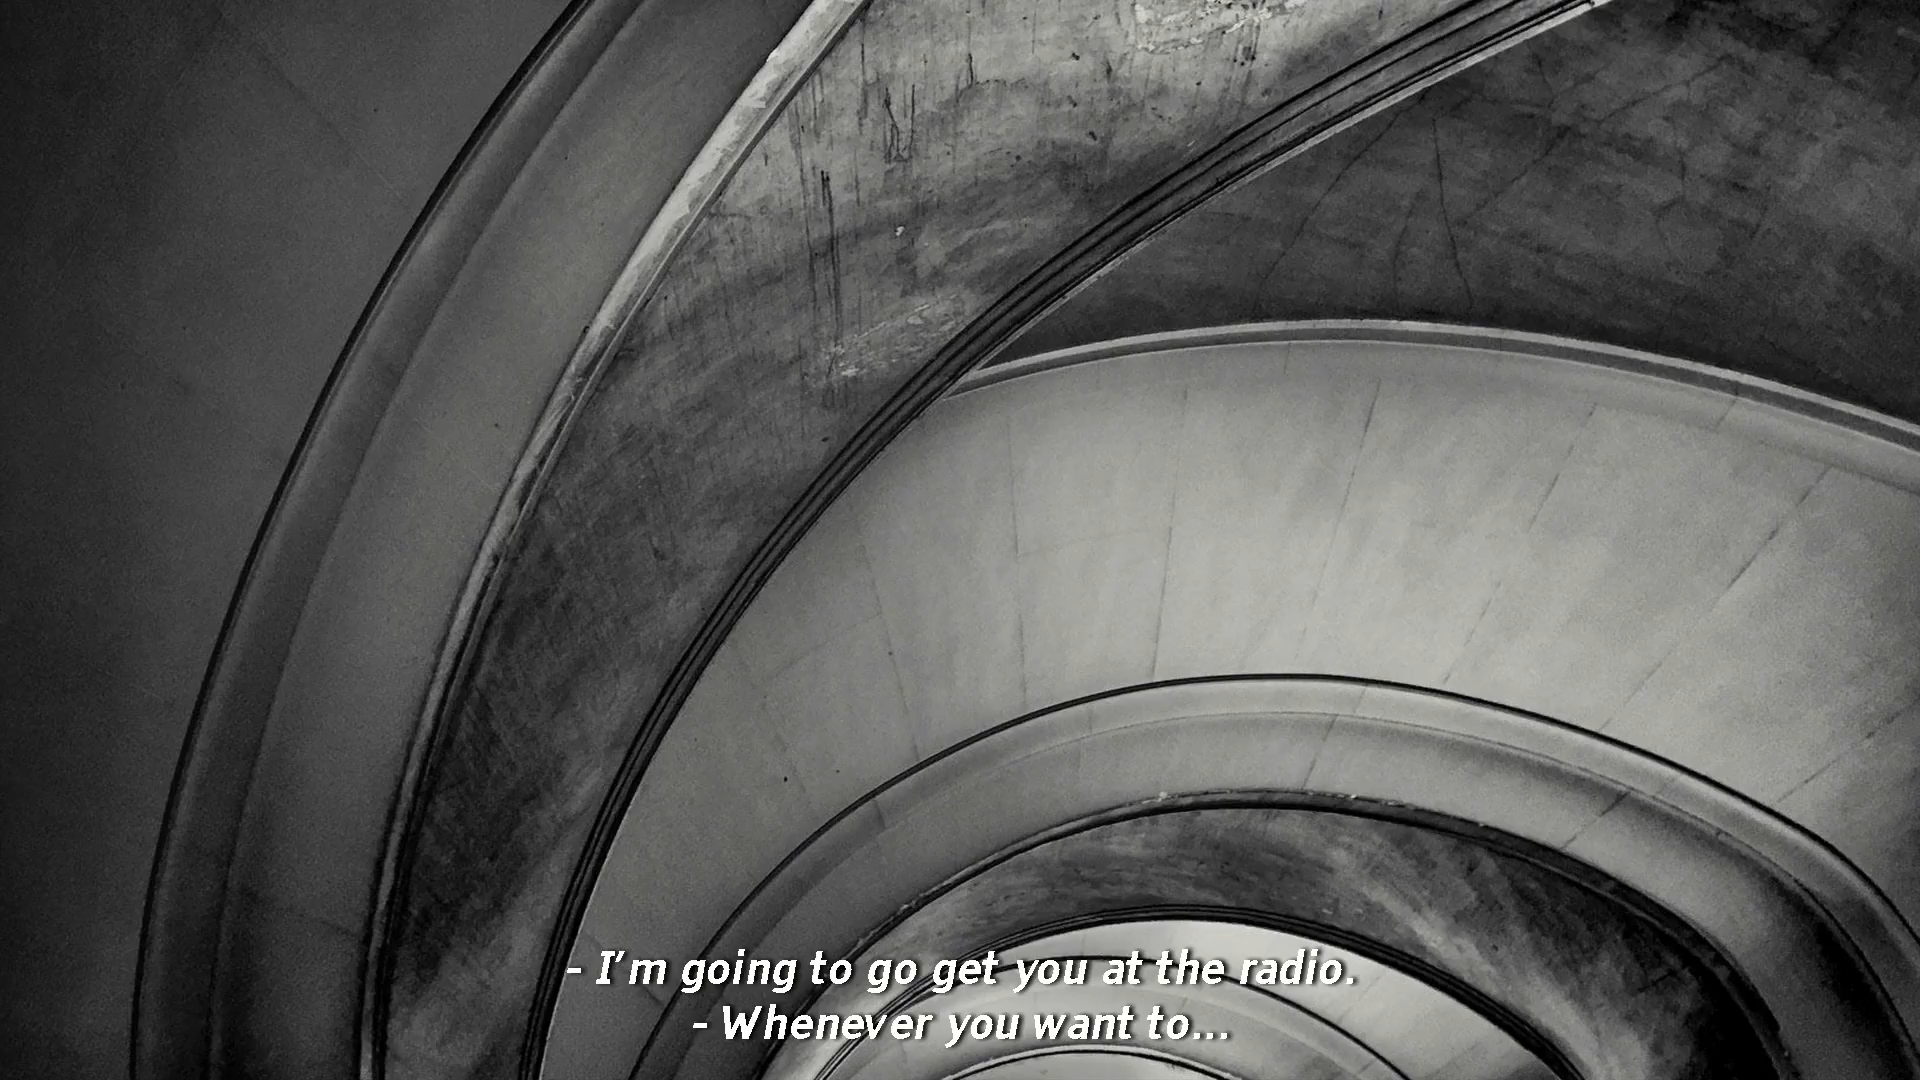 - I'm going to go get you at the radio.
- Whenever you want to...